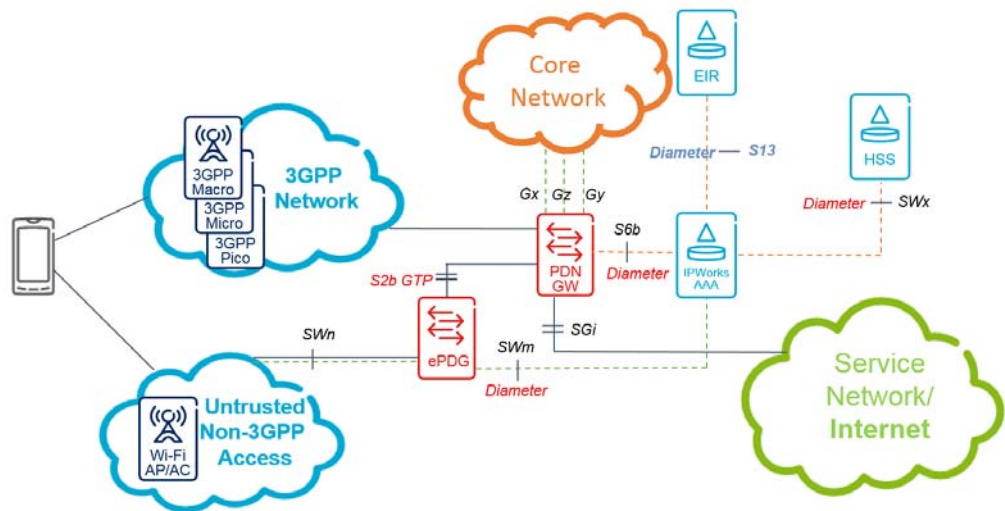 Core
Network
EIR
Diameter
S13
HSS
Diameter
SWx
3GPP
Macro
3GPP
Micro
3GPP
Pico
3GPP
Network
Gx
Gz
Gy
PDN
GW
S6b
Diameter
IPWorks
AAA
S2b GTP
ePDG
SGi
SWn
SWm
Diameter
Untrusted
Non-3GPP
Access
Wi-Fi
AP/AC
Service
Network/
Internet